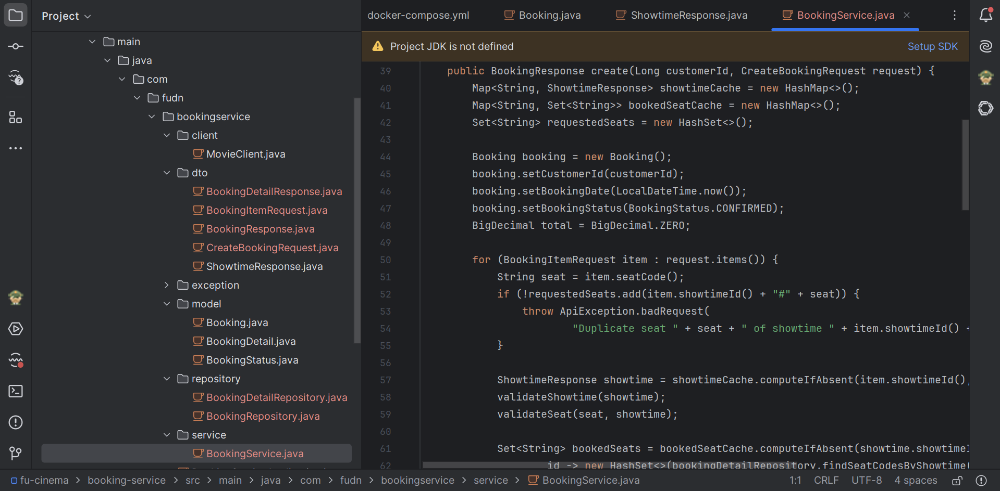 Project
docker-compose.yml
Booking.java
ShowtimeResponse.java
BookingService.java
Project JDK is not defined
Setup SDK
main
java
com
fudn
bookingservice
client
MovieClient.java
dto
BookingDetailResponse.java
BookingItemRequest.java
BookingResponse.java
CreateBookingRequest.java
ShowtimeResponse.java
exception
model
Booking.java
BookingDetail.java
BookingStatus.java
repository
BookingDetailRepository.java
BookingRepository.java
service
BookingService.java
39 public BookingResponse create(Long customerId, CreateBookingRequest request) {
40 Map<String, ShowtimeResponse> showtimeCache = new HashMap<>();
41 Map<String, Set<String>> bookedSeatCache = new HashMap<>();
42 Set<String> requestedSeats = new HashSet<>();
43
44 Booking booking = new Booking();
45 booking.setCustomerId(customerId);
46 booking.setBookingDate(LocalDateTime.now());
47 booking.setBookingStatus(BookingStatus.CONFIRMED);
48 BigDecimal total = BigDecimal.ZERO;
49
50 for (BookingItemRequest item : request.items()) {
51 String seat = item.seatCode();
52 if (!requestedSeats.add(item.showtimeId() + "#" + seat)) {
53 throw ApiException.badRequest(
54 "Duplicate seat " + seat + " of showtime " + item.showtimeId() +
55 }
56
57 ShowtimeResponse showtime = showtimeCache.computeIfAbsent(item.showtimeId(),
58 validateShowtime(showtime);
59 validateSeat(seat, showtime);
60
61 Set<String> bookedSeats = bookedSeatCache.computeIfAbsent(showtime.showtimeI
62 id -> new HashSet<>(bookingDetailRepository.findSeatCodesByShowtime(
fu-cinema > booking-service > src > main > java > com > fudn > bookingservice > service > BookingService.java
1:1 CRLF UTF-8 4 spaces